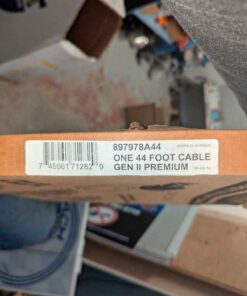 897978A44
ONE 44 FOOT CABLE
GEN II PREMIUM
7 45061 71282 9